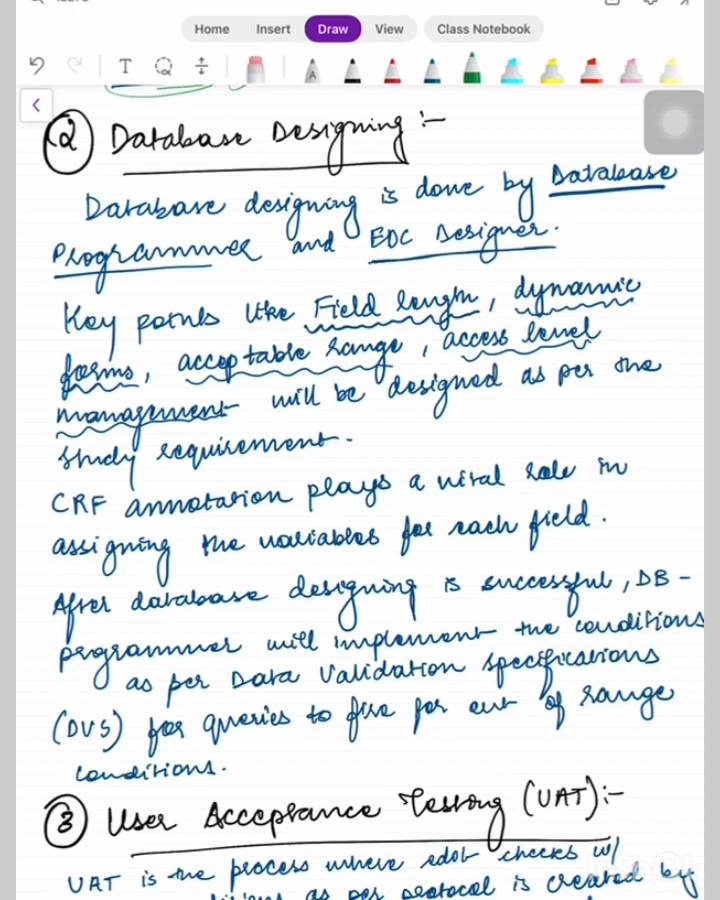 Home Insert Draw View Class Notebook
② Database Designing :-
Database designing is done by Database
Programmer and EDC Designer.
Key points like Field length, dynamic
forms, acceptable range, access level
management will be designed as per the
study requirement.
CRF annotation plays a vital role in
assigning the variables for each field.
After database designing is successful, DB-
programmer will implement the conditions
as per Data Validation specifications
(DVS) for queries to fire for out of range
conditions.
③ User Acceptance Testing (UAT):-
UAT is the process where edit checks w/
as per protocol is created by